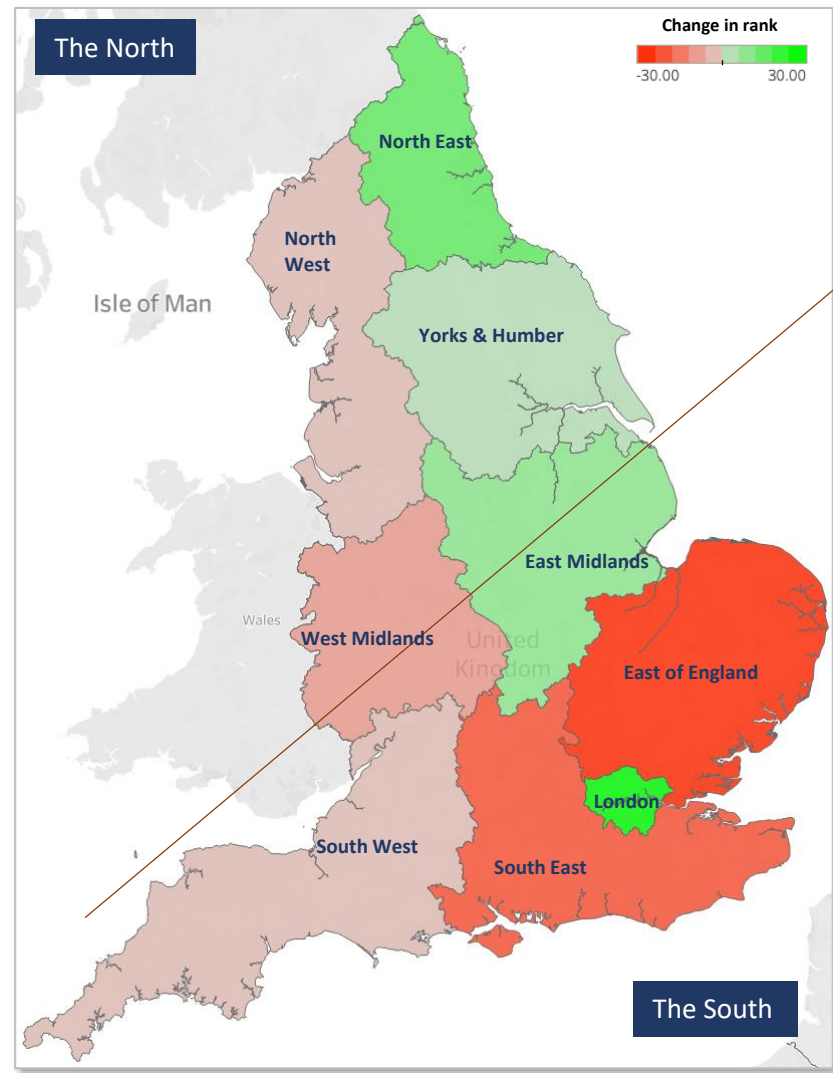 The North
Change in rank
-30.00 30.00
North East
North
West
Isle of Man
Yorks & Humber
East Midlands
Wales
West Midlands
United
Kingdom
East of England
London
South West
South East
The South